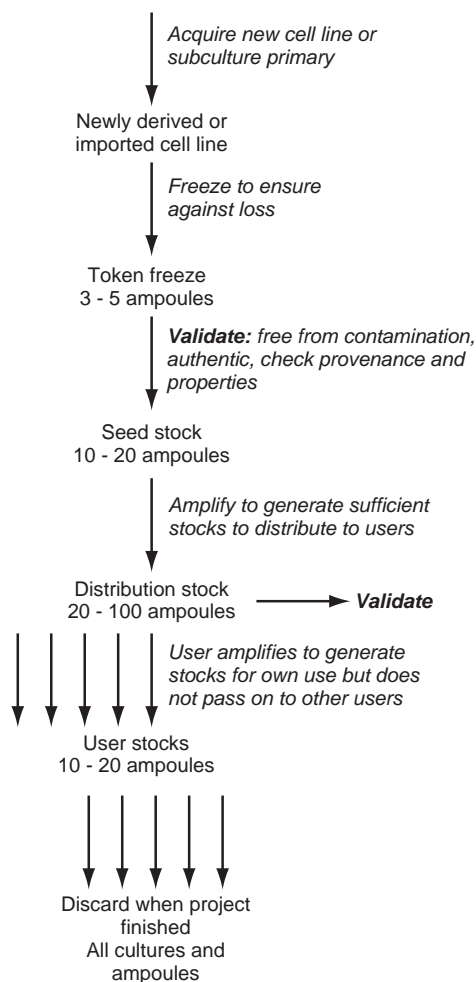 Acquire new cell line or
subculture primary
Newly derived or
imported cell line
Freeze to ensure
against loss
Token freeze
3 - 5 ampoules
Validate: free from contamination,
authentic, check provenance and
properties
Seed stock
10 - 20 ampoules
Amplify to generate sufficient
stocks to distribute to users
Distribution stock
20 - 100 ampoules
Validate
User amplifies to generate
stocks for own use but does
not pass on to other users
User stocks
10 - 20 ampoules
Discard when project
finished
All cultures and
ampoules